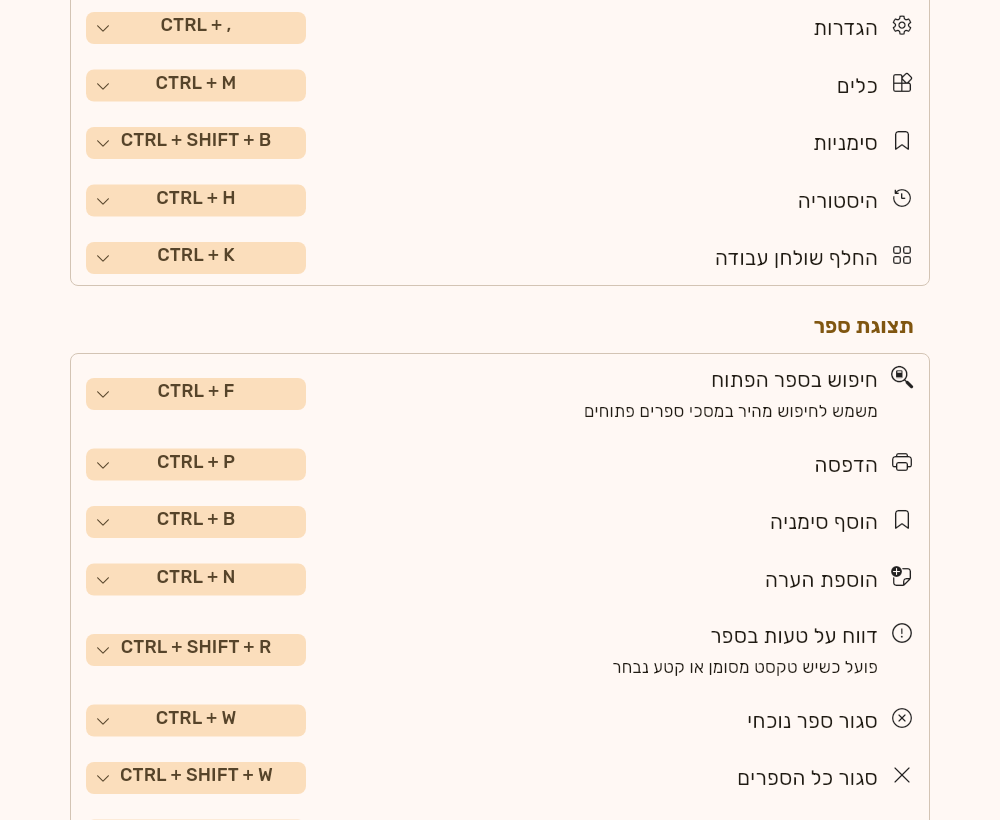 הגדרות
CTRL + ,
כלים
CTRL + M
סימניות
CTRL + SHIFT + B
היסטוריה
CTRL + H
החלף שולחן עבודה
CTRL + K
תצוגת ספר
חיפוש בספר הפתוח
משמש לחיפוש מהיר במסכי ספרים פתוחים
CTRL + F
הדפסה
CTRL + P
הוסף סימניה
CTRL + B
הוספת הערה
CTRL + N
דווח על טעות בספר
פועל כשיש טקסט מסומן או קטע נבחר
CTRL + SHIFT + R
סגור ספר נוכחי
CTRL + W
סגור כל הספרים
CTRL + SHIFT + W